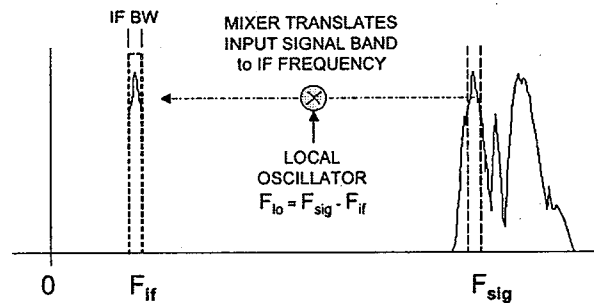 IF BW
MIXER TRANSLATES
INPUT SIGNAL BAND
to IF FREQUENCY
LOCAL
OSCILLATOR
Flo = Fsig - Fif
0
Fif
Fsig